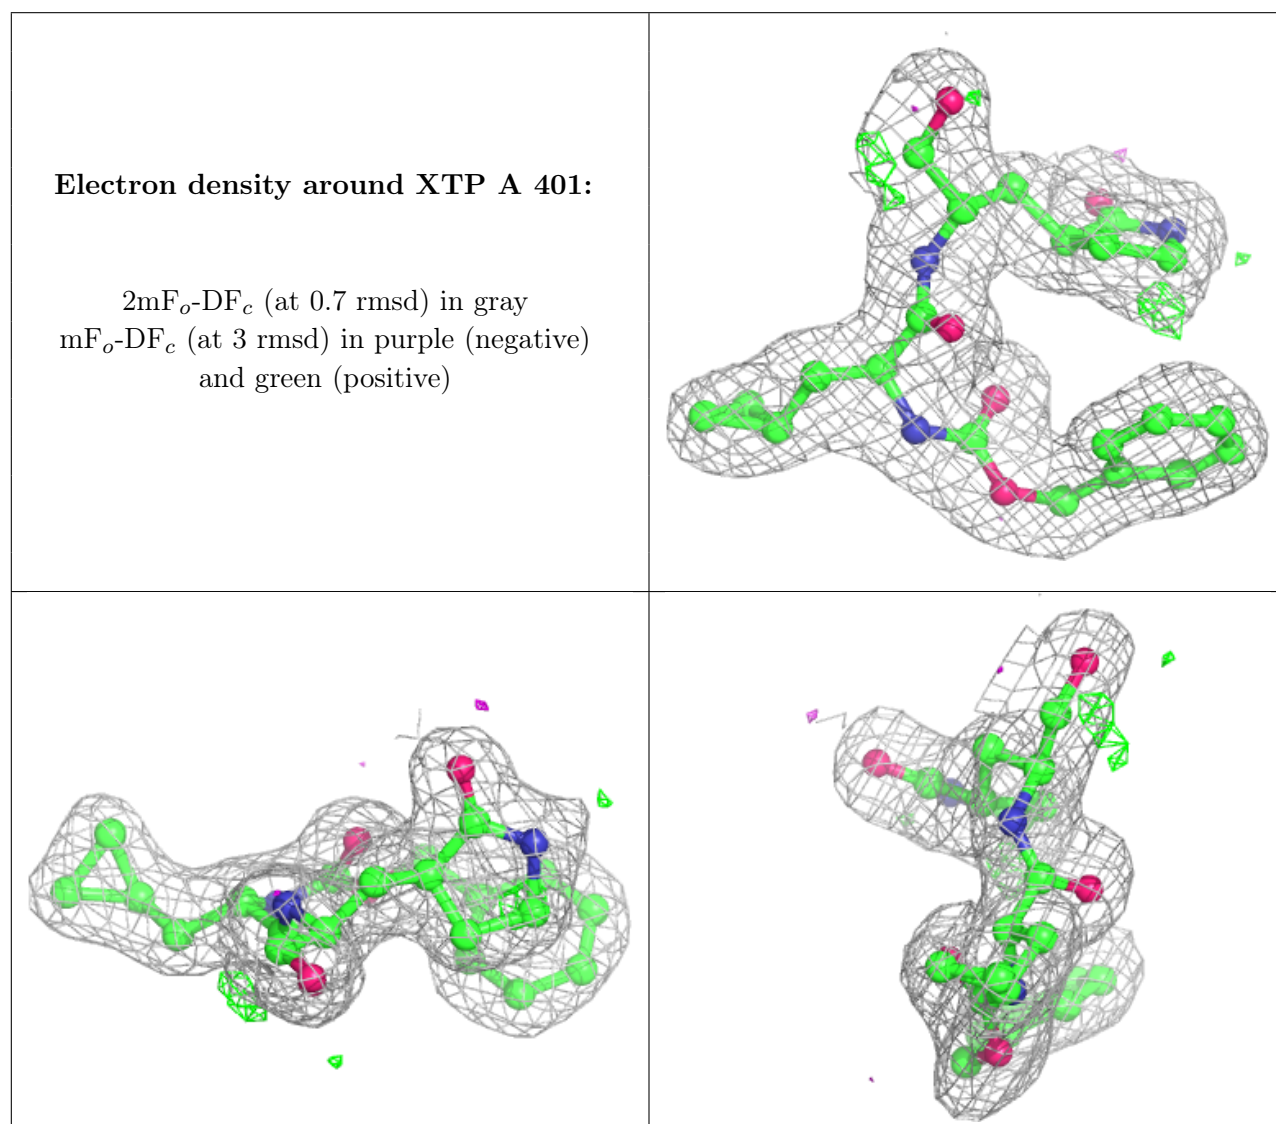 Electron density around XTP A 401:
2mFo-DFc (at 0.7 rmsd) in gray
mFo-DFc (at 3 rmsd) in purple (negative)
and green (positive)